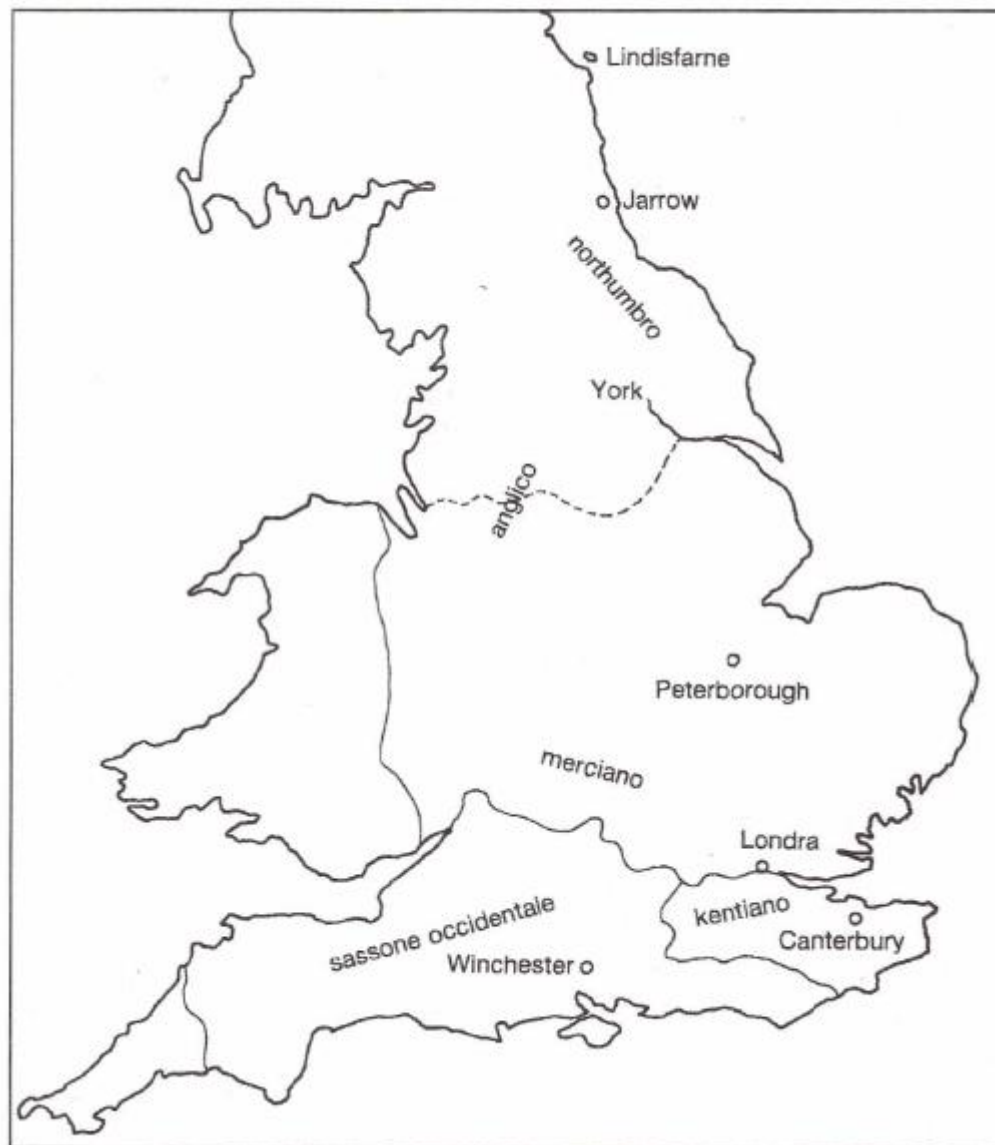 Lindisfarne
Jarrow
northumbro
York
anglico
Peterborough
merciano
Londra
kentiano
sassone occidentale
Canterbury
Winchester